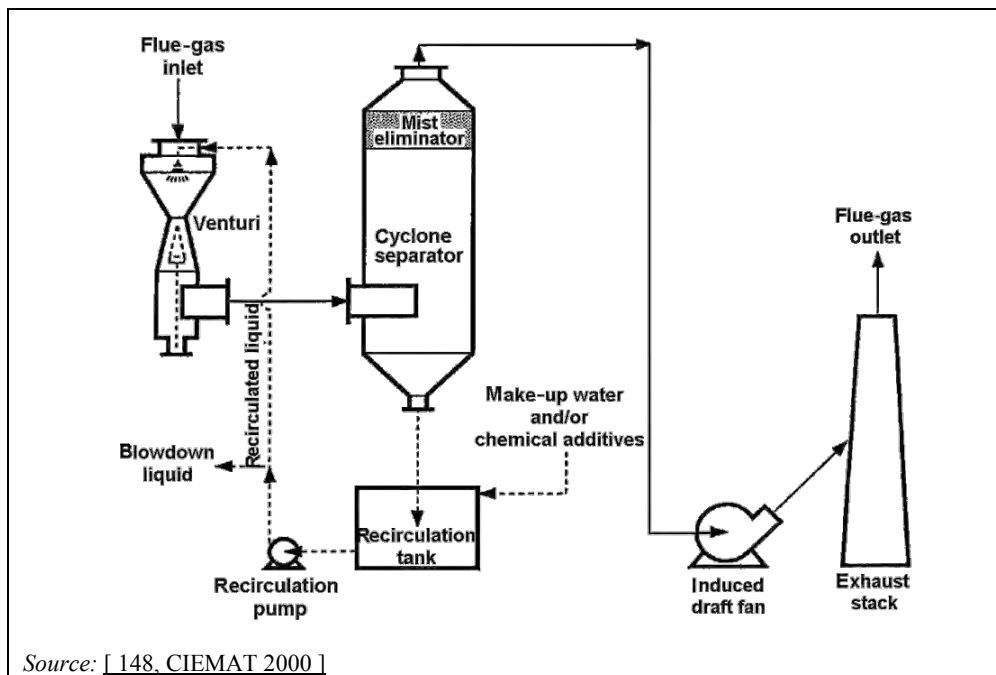 Flue-gas
inlet
Mist
eliminator
Venturi
Cyclone
separator
Flue-gas
outlet
Recirculated liquid
Make-up water
and/or
chemical additives
Blowdown
liquid
Recirculation
tank
Recirculation
pump
Induced
draft fan
Exhaust
stack
Source: [ 148, CIEMAT 2000 ]